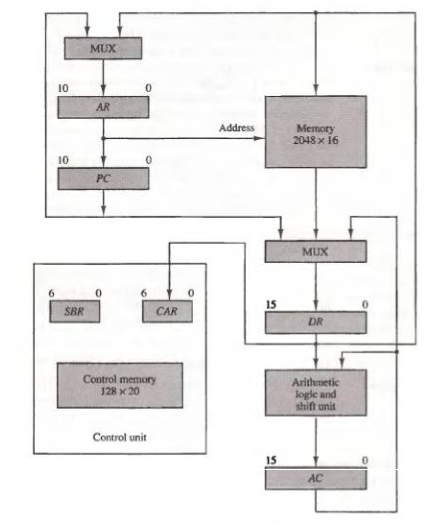 MUX
10 0
AR
Address
Memory
2048 × 16
10 0
PC
MUX
6 0
SBR
6 0
CAR
15 0
DR
Control memory
128 × 20
Arithmetic
logic and
shift unit
Control unit
15 0
AC